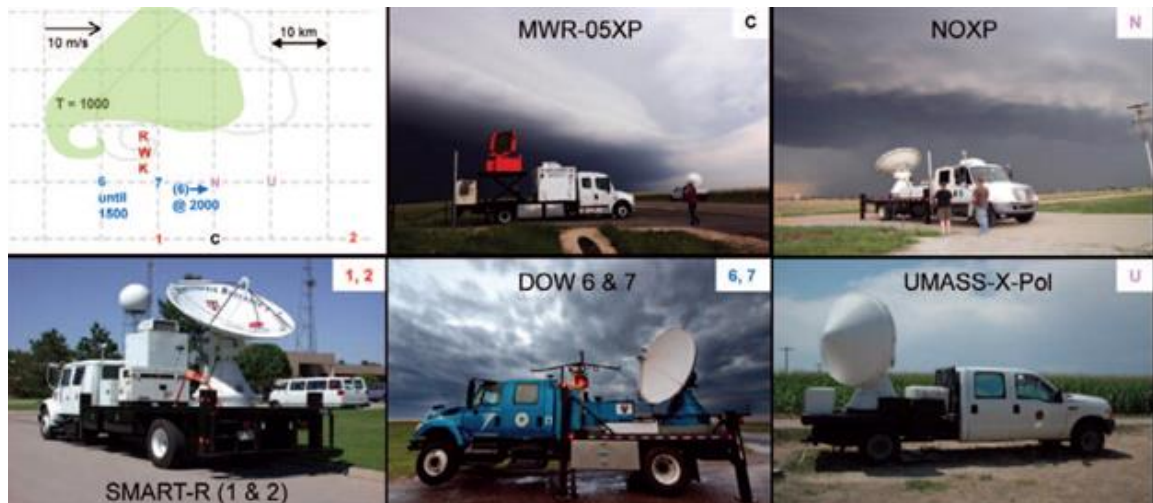 10 m/s
10 km
T = 1000
R
W
K
6
until
1500
7
(6)
@ 2000
N
U
1
C
2
MWR-05XP
C
NOXP
N
1, 2
SMART-R (1 & 2)
DOW 6 & 7
6, 7
UMASS-X-Pol
U